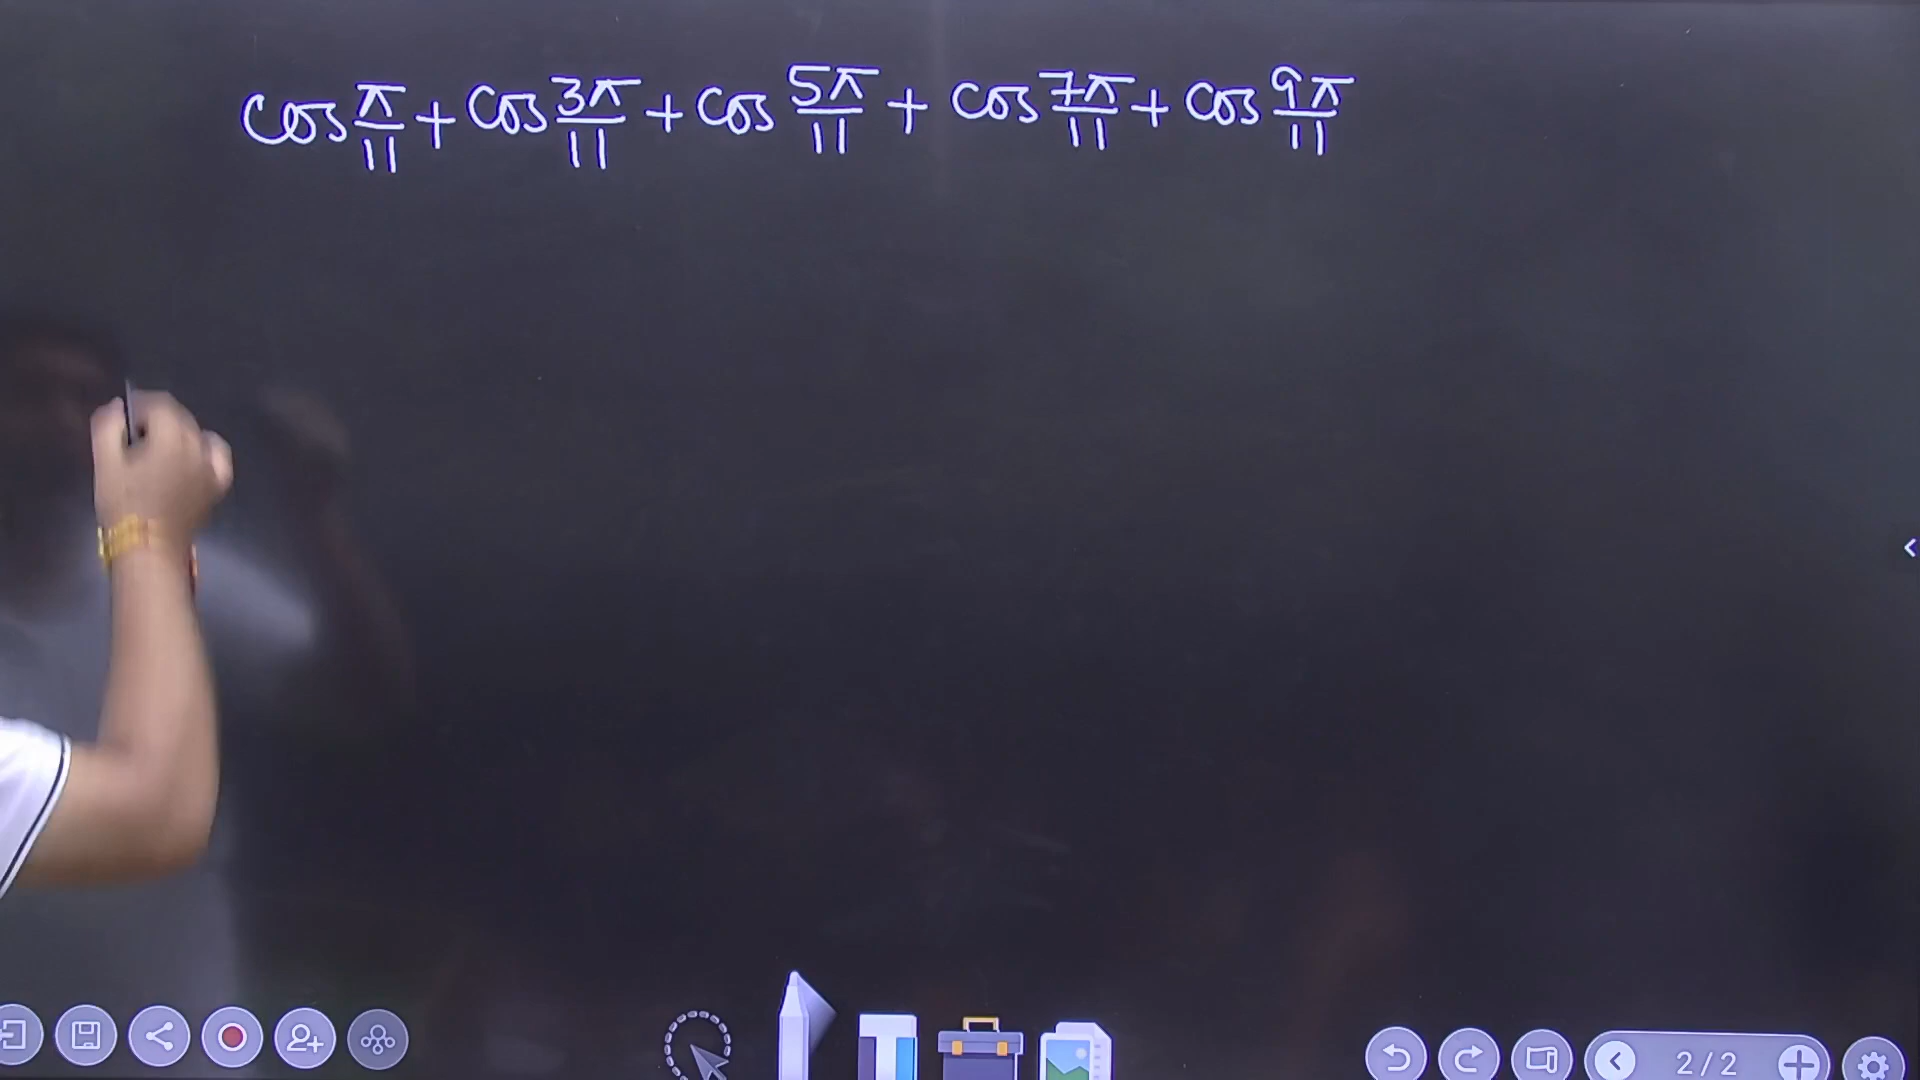 cos π/11 + cos 3π/11 + cos 5π/11 + cos 7π/11 + cos 9π/11
2/2